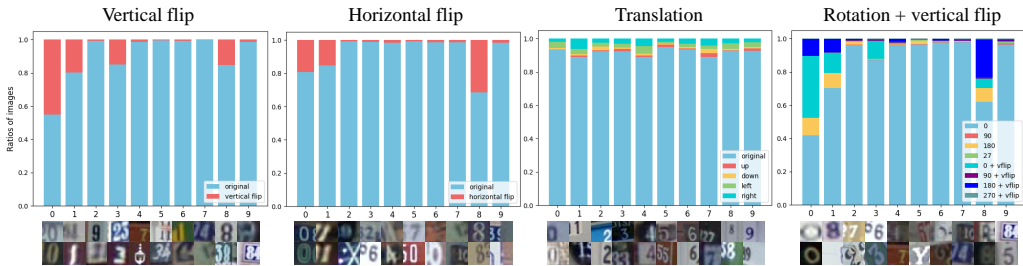 Vertical flip
Horizontal flip
Translation
Rotation + vertical flip
Ratios of images
1.0
0.8
0.6
0.4
0.2
0.0
original
vertical flip
0 1 2 3 4 5 6 7 8 9
1.0
0.8
0.6
0.4
0.2
0.0
original
horizontal flip
0 1 2 3 4 5 6 7 8 9
1.0
0.8
0.6
0.4
0.2
0.0
original
up
down
left
right
0 1 2 3 4 5 6 7 8 9
1.0
0.8
0.6
0.4
0.2
0.0
0
90
180
27
0 + vflip
90 + vflip
180 + vflip
270 + vflip
0 1 2 3 4 5 6 7 8 9